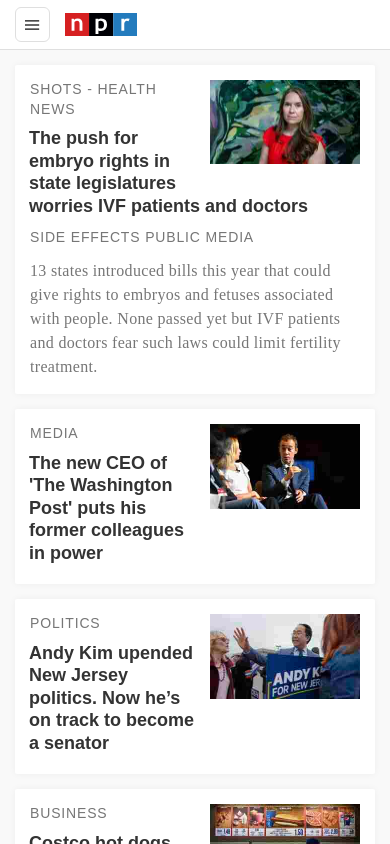 npr
SHOTS - HEALTH
NEWS
The push for
embryo rights in
state legislatures
worries IVF patients and doctors
SIDE EFFECTS PUBLIC MEDIA
13 states introduced bills this year that could
give rights to embryos and fetuses associated
with people. None passed yet but IVF patients
and doctors fear such laws could limit fertility
treatment.
MEDIA
The new CEO of
'The Washington
Post' puts his
former colleagues
in power
POLITICS
Andy Kim upended
New Jersey
politics. Now he’s
on track to become
a senator
ANDY K
FOR NEW JER
BUSINESS
Costco hot dogs